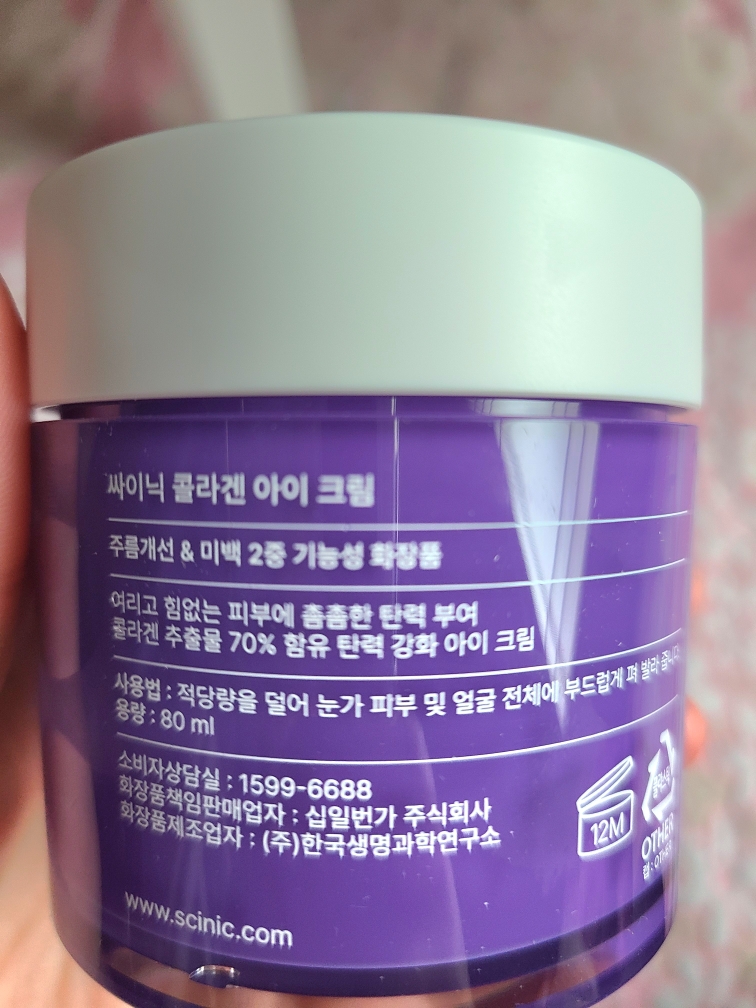 싸이닉 콜라겐 아이 크림
주름개선 & 미백 2중 기능성 화장품
여리고 힘없는 피부에 촘촘한 탄력 부여
콜라겐 추출물 70% 함유 탄력 강화 아이 크림
사용법 : 적당량을 덜어 눈가 피부 및 얼굴 전체에 부드럽게 펴 발라 줍니다.
용량 : 80 ml
소비자상담실 : 1599-6688
화장품책임판매업자 : 십일번가 주식회사
화장품제조업자 : (주)한국생명과학연구소
12M
플라스틱
OTHER
캡 : OTHER
www.scinic.com